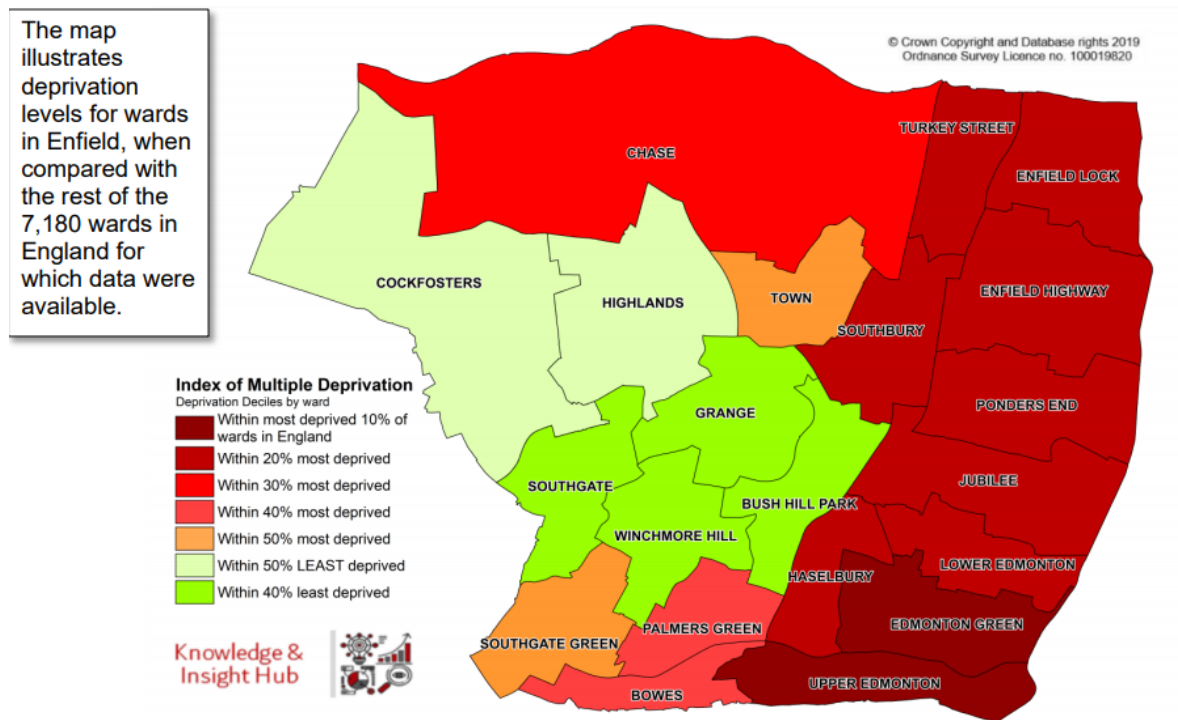 The map
illustrates
deprivation
levels for wards
in Enfield, when
compared with
the rest of the
7,180 wards in
England for
which data were
available.
© Crown Copyright and Database rights 2019
Ordnance Survey Licence no. 100019820
TURKEY STREET
CHASE
ENFIELD LOCK
COCKFOSTERS
HIGHLANDS
TOWN
ENFIELD HIGHWAY
SOUTHBURY
GRANGE
PONDERS END
SOUTHGATE
JUBILEE
BUSH HILL PARK
WINCHMORE HILL
LOWER EDMONTON
HASELBURY
EDMONTON GREEN
PALMERS GREEN
SOUTHGATE GREEN
UPPER EDMONTON
BOWES
Index of Multiple Deprivation
Deprivation Deciles by ward
Within most deprived 10% of
wards in England
Within 20% most deprived
Within 30% most deprived
Within 40% most deprived
Within 50% most deprived
Within 50% LEAST deprived
Within 40% least deprived
Knowledge &
Insight Hub